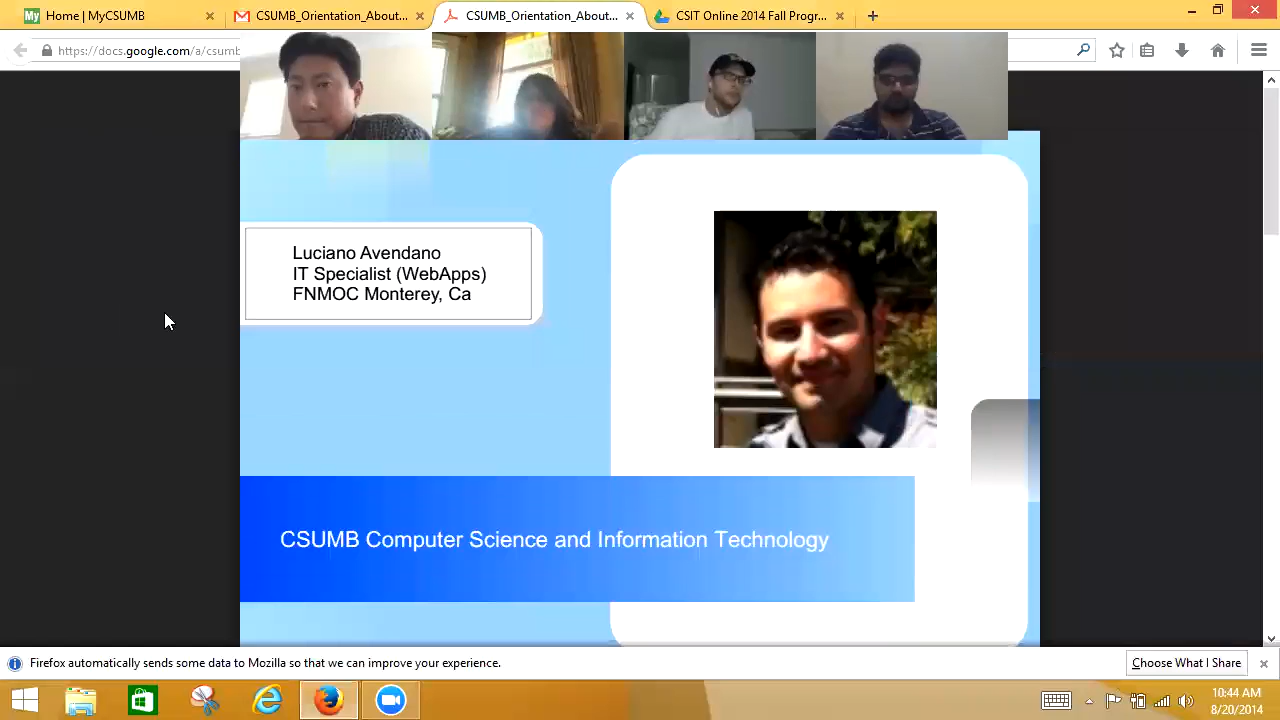 Home | MyCSUMB
CSUMB_Orientation_About...
CSUMB_Orientation_About...
CSIT Online 2014 Fall Progr...
https://docs.google.com/a/csumb
Luciano Avendano
IT Specialist (WebApps)
FNMOC Monterey, Ca
CSUMB Computer Science and Information Technology
Firefox automatically sends some data to Mozilla so that we can improve your experience.
Choose What I Share
10:44 AM
8/20/2014